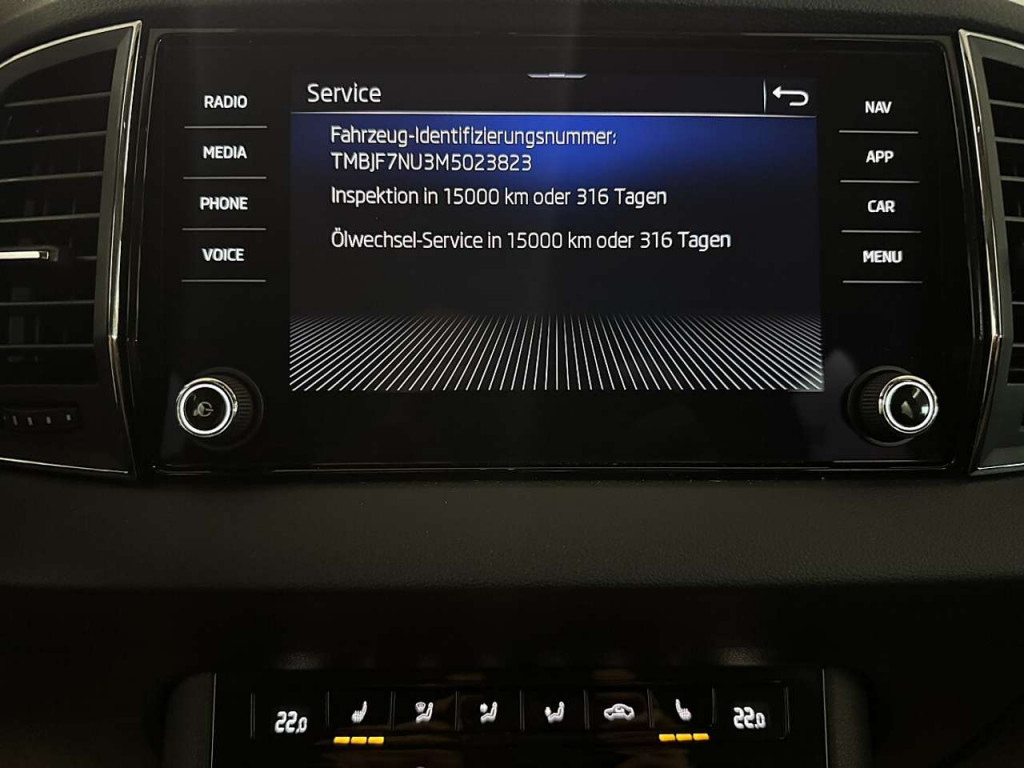 Service
RADIO
MEDIA
PHONE
VOICE
Fahrzeug-Identifizierungsnummer:
TMBJF7NU3M5023823
Inspektion in 15000 km oder 316 Tagen
Ölwechsel-Service in 15000 km oder 316 Tagen
NAV
APP
CAR
MENU
22.0
22.0